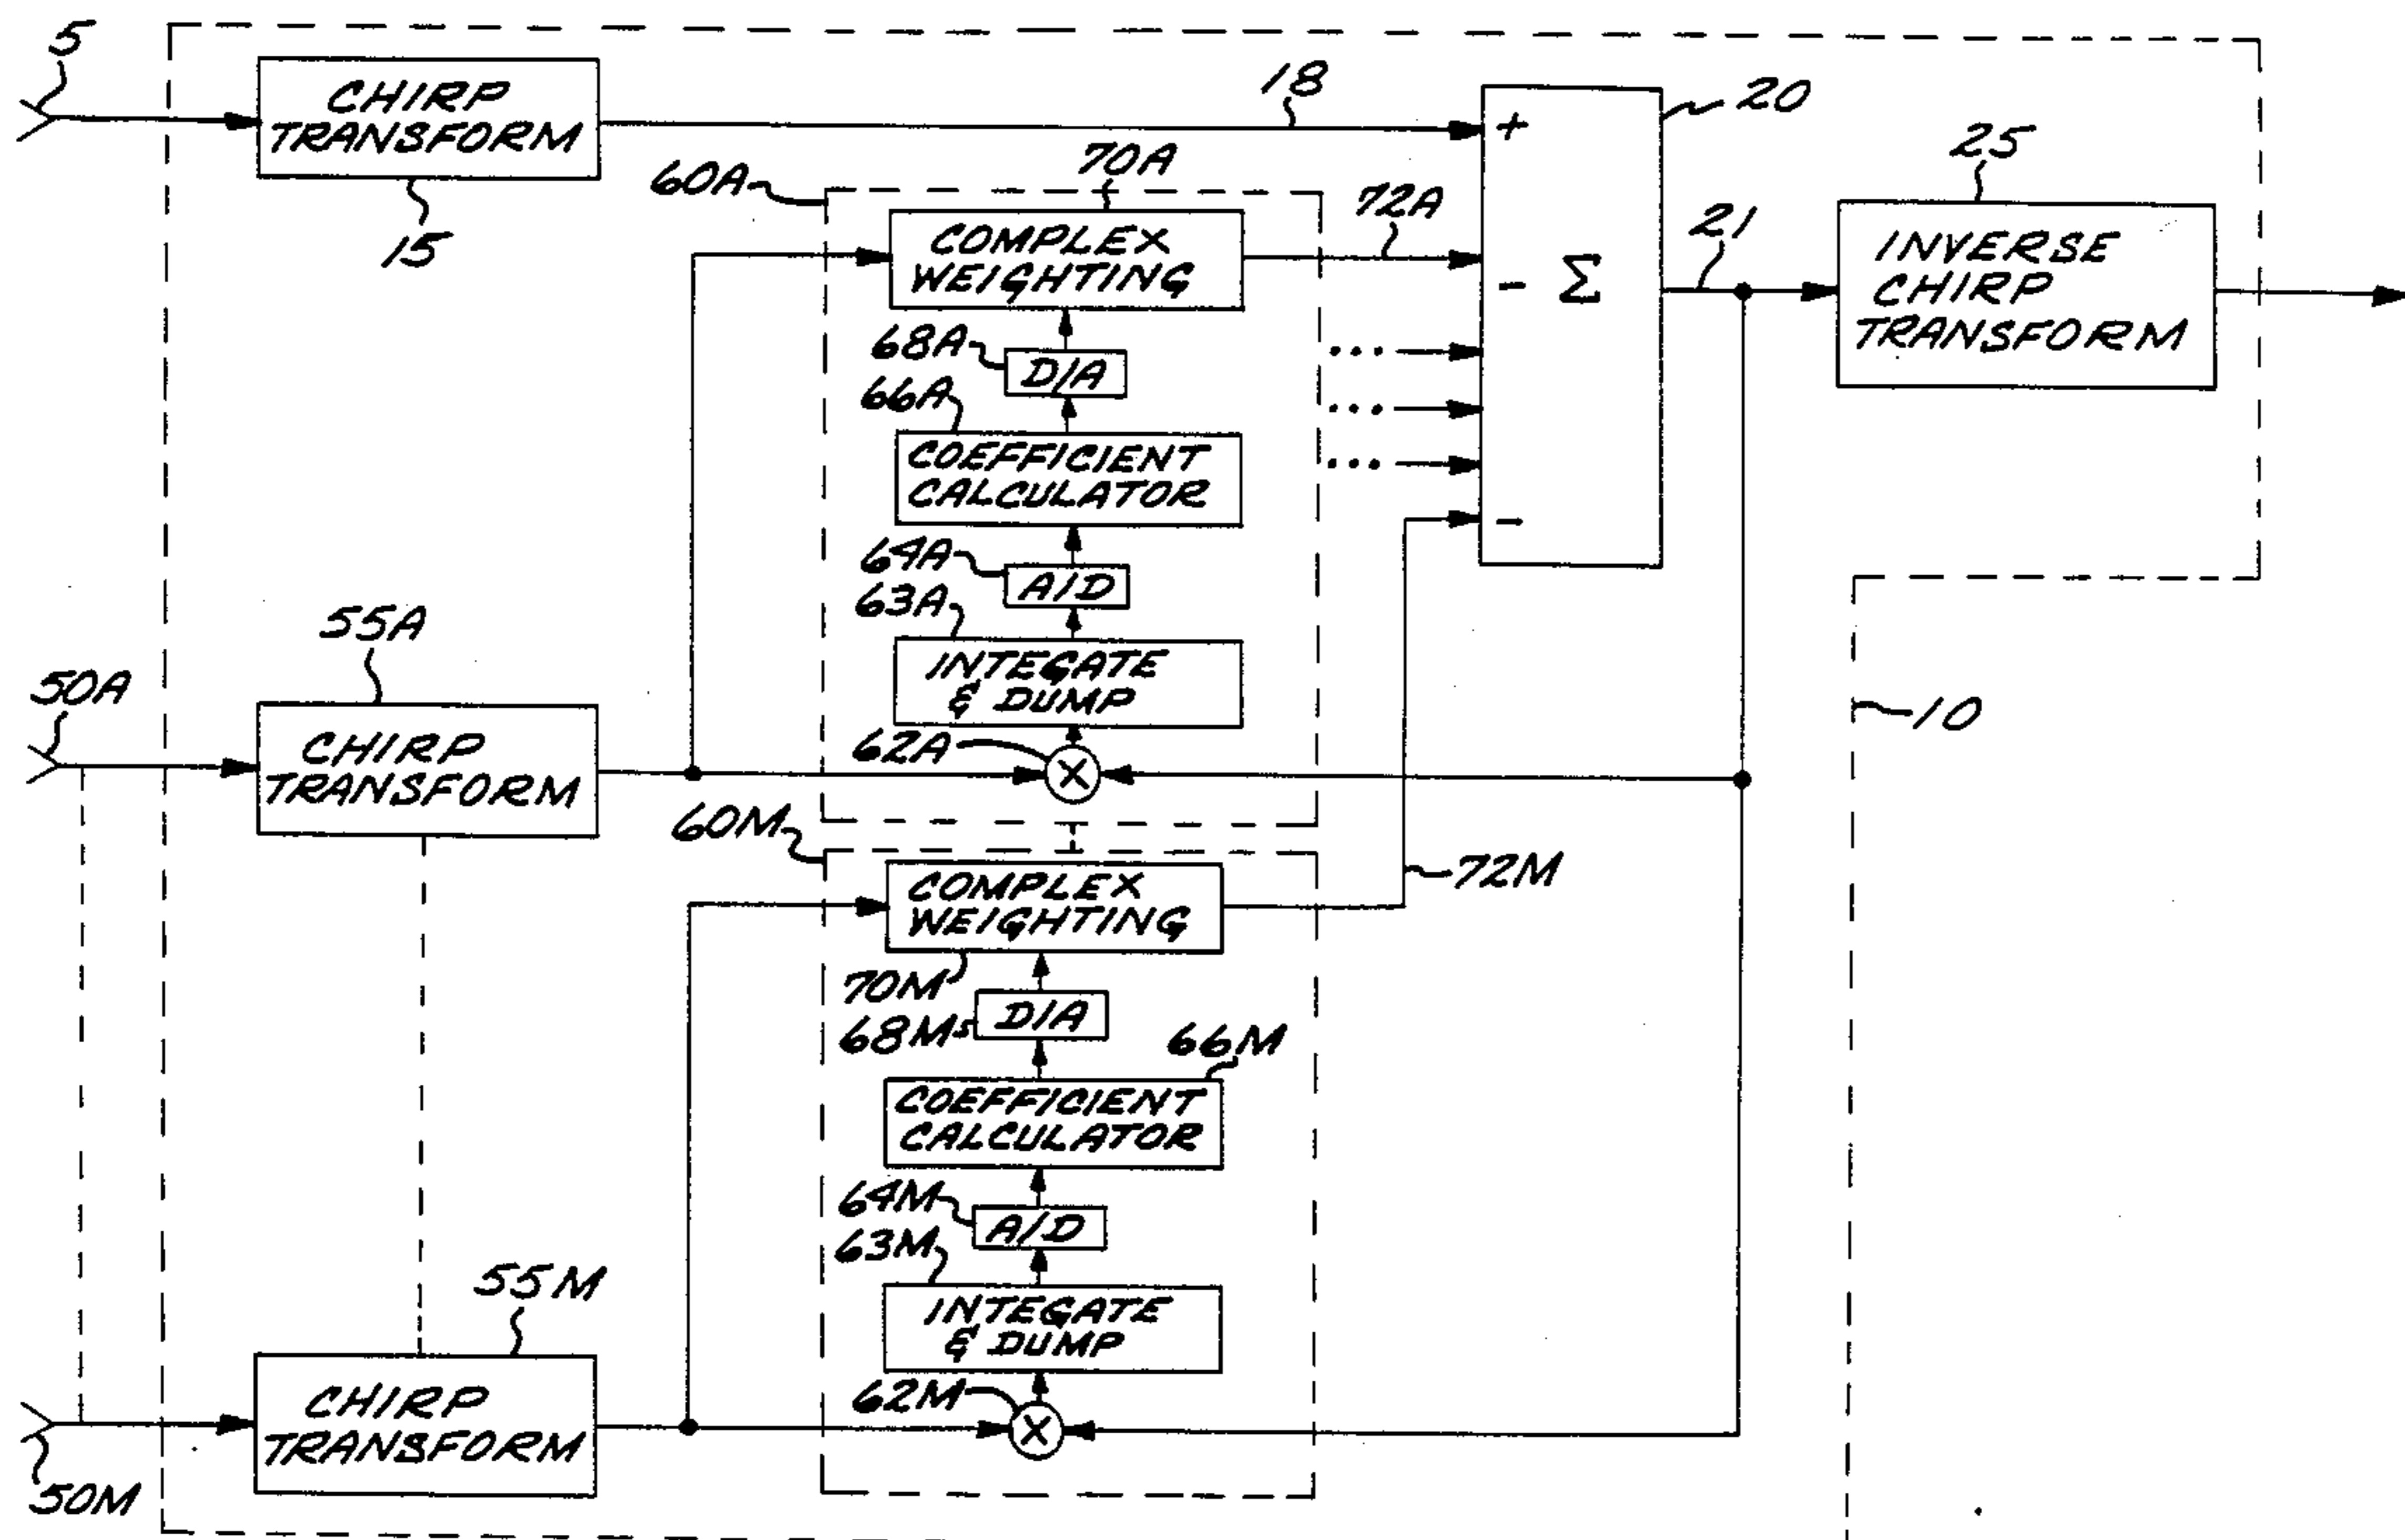 5
CHIRP
TRANSFORM
15
18
20
+
-
Σ
-
21
25
INVERSE
CHIRP
TRANSFORM
60A
70A
COMPLEX
WEIGHTING
72A
68A
D/A
66A
COEFFICIENT
CALCULATOR
...
...
...
64A
A/D
63A
INTEGATE
& DUMP
62A
X
50A
55A
CHIRP
TRANSFORM
10
60M
COMPLEX
WEIGHTING
72M
70M
68M
D/A
66M
COEFFICIENT
CALCULATOR
64M
A/D
63M
INTEGATE
& DUMP
62M
X
55M
CHIRP
TRANSFORM
50M